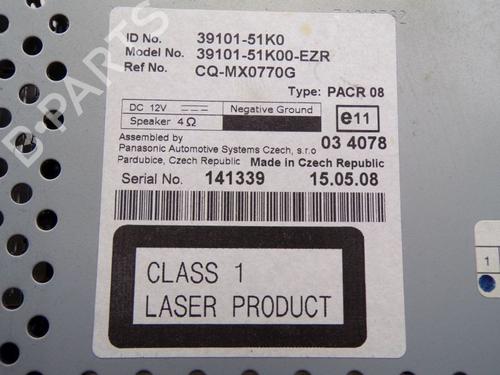 ID No. 39101-51K0
Model No. 39101-51K00-EZR
Ref No. CQ-MX0770G
Type: PACR 08
DC 12V Negative Ground
Speaker 4Ω
e11
03 4078
Assembled by
Panasonic Automotive Systems Czech, s.r.o
Pardubice, Czech Republic Made in Czech Republic
Serial No. 141339 15.05.08
CLASS 1
LASER PRODUCT
1
B-Parts